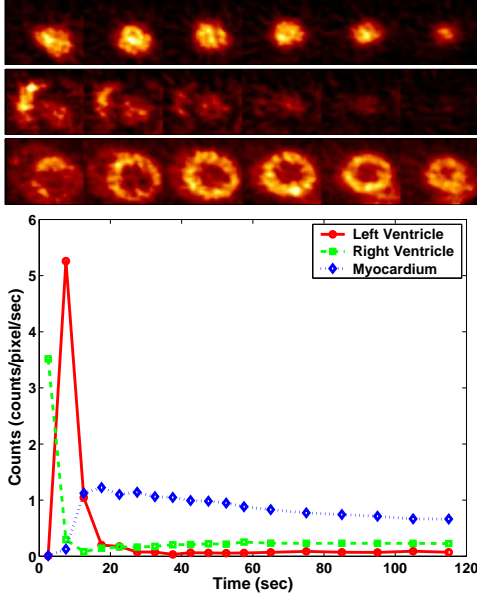 6
Left Ventricle
Right Ventricle
Myocardium
5
4
3
2
1
0
Counts (counts/pixel/sec)
0 20 40 60 80 100 120
Time (sec)